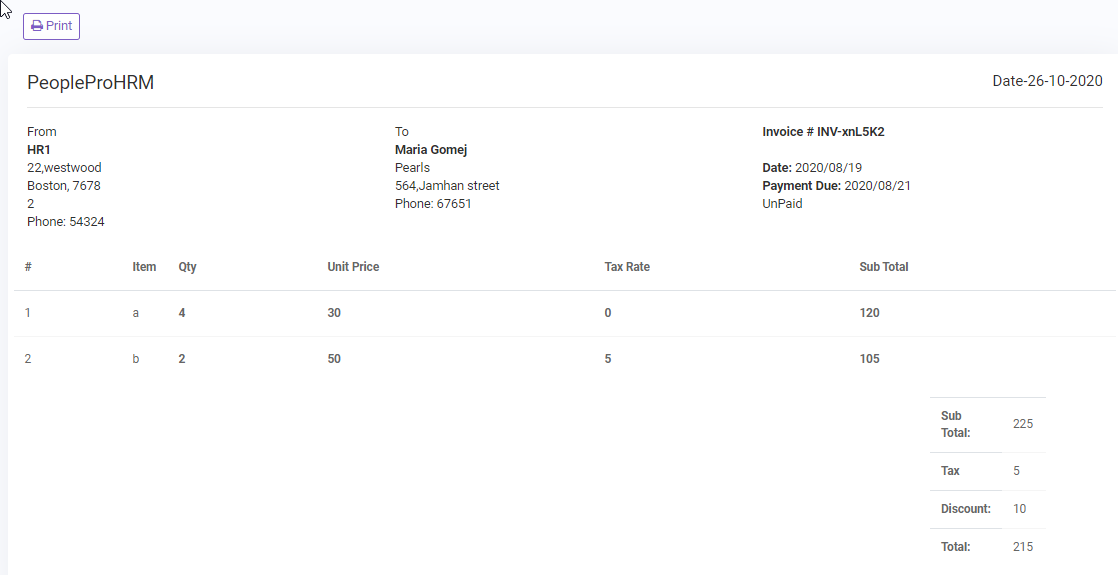 Print
PeopleProHRM
Date-26-10-2020
From
HR1
22,westwood
Boston, 7678
2
Phone: 54324
To
Maria Gomej
Pearls
564,Jamhan street
Phone: 67651
Invoice # INV-xnL5K2
Date: 2020/08/19
Payment Due: 2020/08/21
UnPaid
# Item Qty Unit Price Tax Rate Sub Total
1 a 4 30 0 120
2 b 2 50 5 105
Sub
Total: 225
Tax 5
Discount: 10
Total: 215